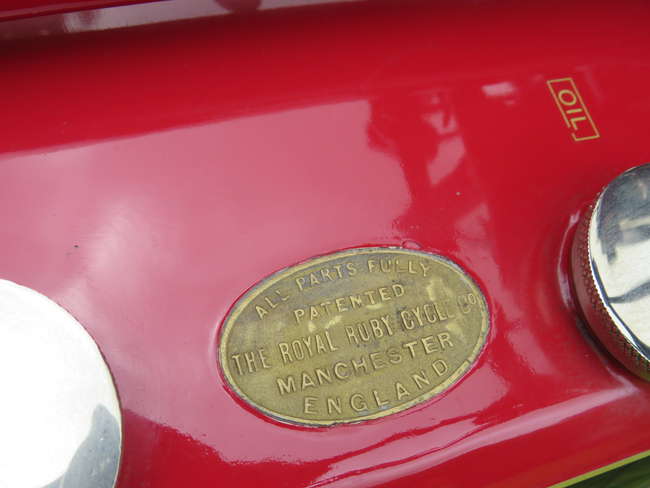 OIL
ALL PARTS FULLY
PATENTED
THE ROYAL RUBY CYCLE CO
MANCHESTER
ENGLAND